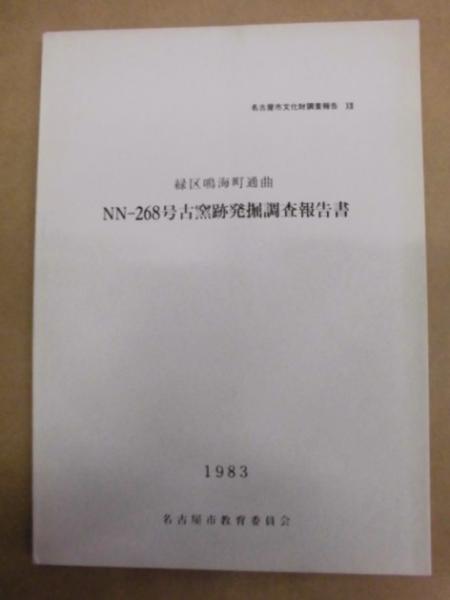 名古屋市文化財調査報告 XII
緑区鳴海町通曲
NN-268号古窯跡発掘調査報告書
1983
名古屋市教育委員会